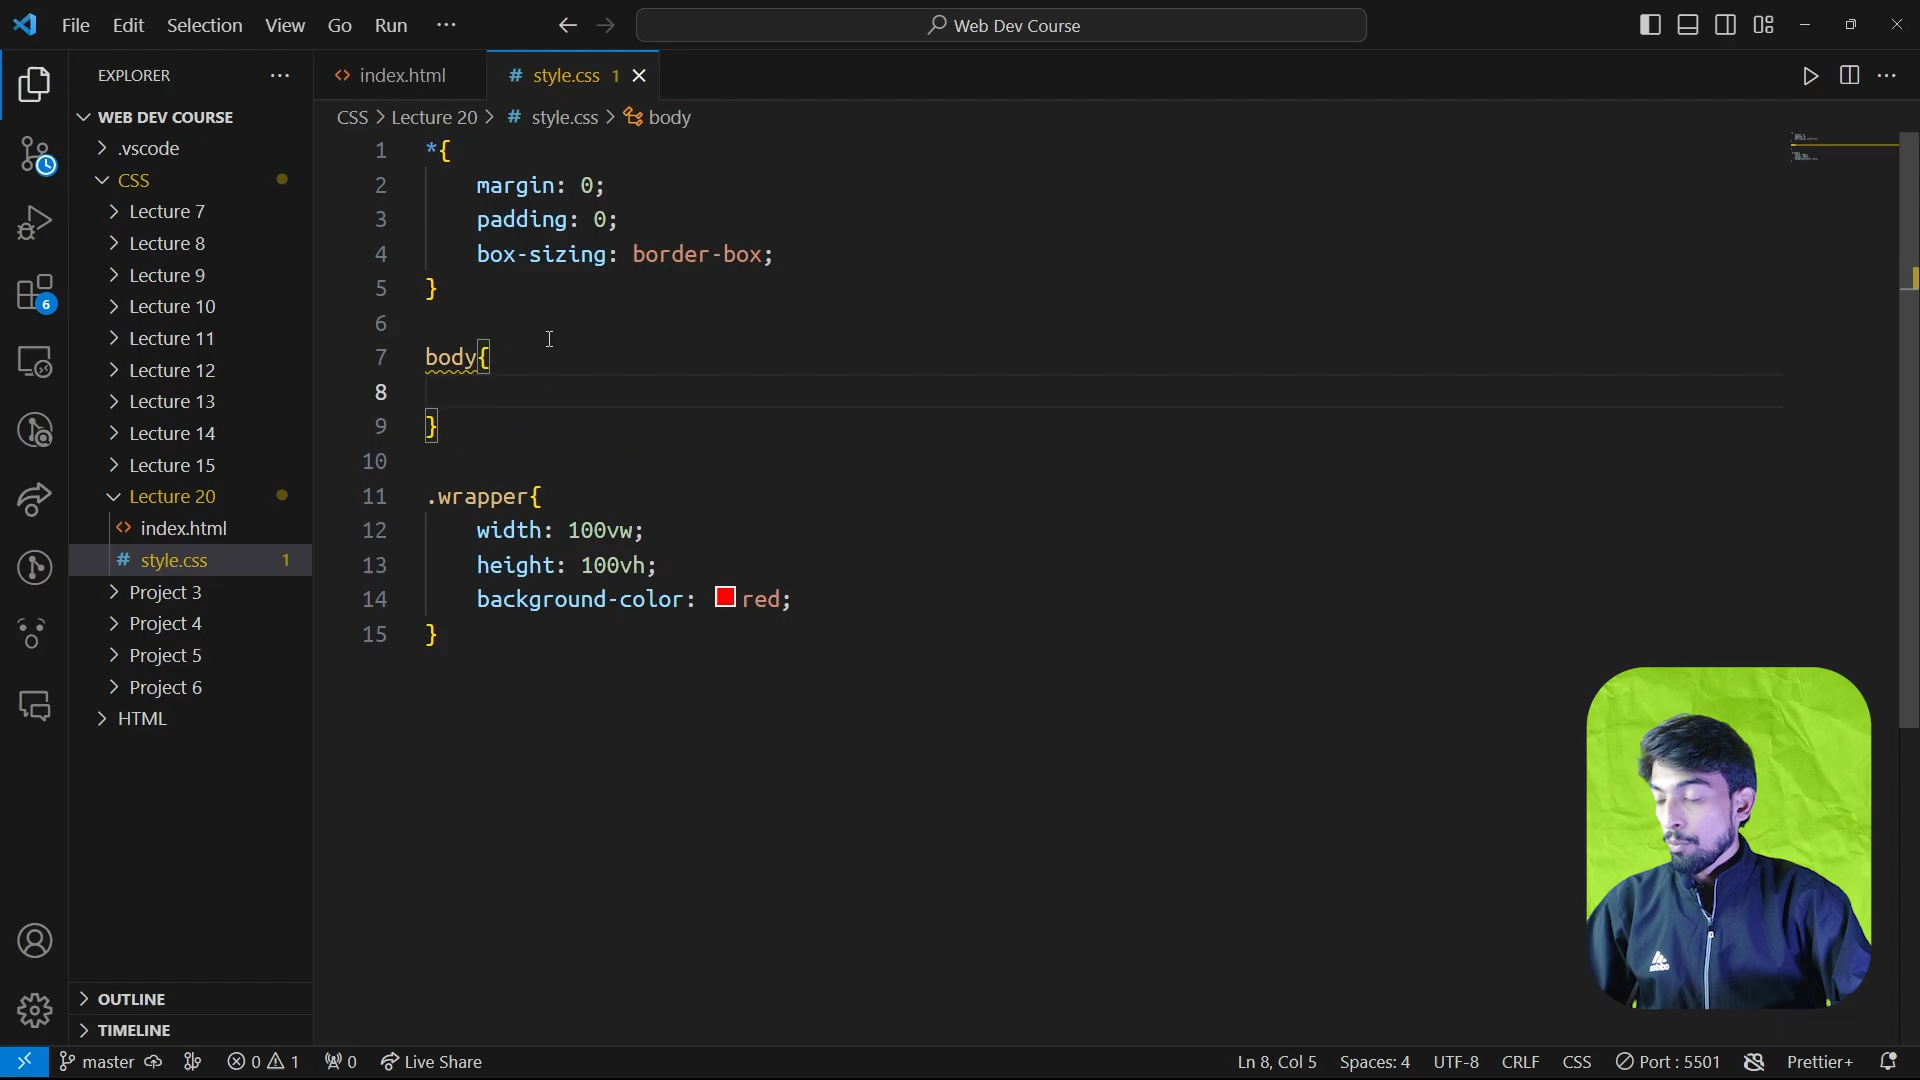 File Edit Selection View Go Run ··· Web Dev Course
EXPLORER ···
WEB DEV COURSE
.vscode
CSS
Lecture 7
Lecture 8
Lecture 9
Lecture 10
Lecture 11
Lecture 12
Lecture 13
Lecture 14
Lecture 15
Lecture 20
index.html
style.css 1
Project 3
Project 4
Project 5
Project 6
HTML
OUTLINE
TIMELINE
index.html # style.css 1
CSS > Lecture 20 > # style.css > body
1 *{
2 margin: 0;
3 padding: 0;
4 box-sizing: border-box;
5 }
6
7 body{
8
9 }
10
11 .wrapper{
12 width: 100vw;
13 height: 100vh;
14 background-color: red;
15 }
6
master 0 1 0 Live Share Ln 8, Col 5 Spaces: 4 UTF-8 CRLF CSS Port : 5501 Prettier+